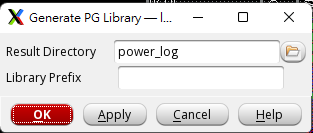 Generate PG Library — l...
Result Directory power_log
Library Prefix
OK Apply Cancel Help